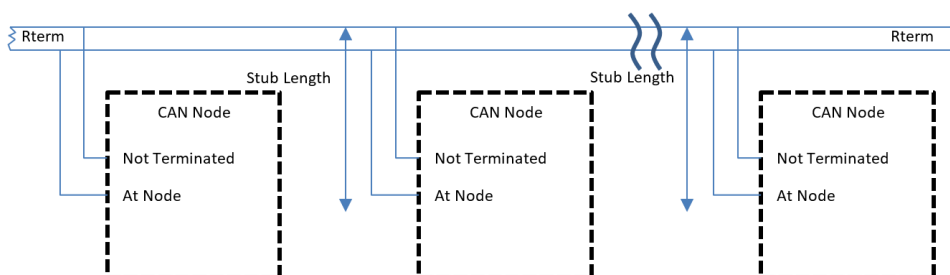 Rterm
Rterm
Stub Length
Stub Length
CAN Node
CAN Node
CAN Node
Not Terminated
Not Terminated
Not Terminated
At Node
At Node
At Node